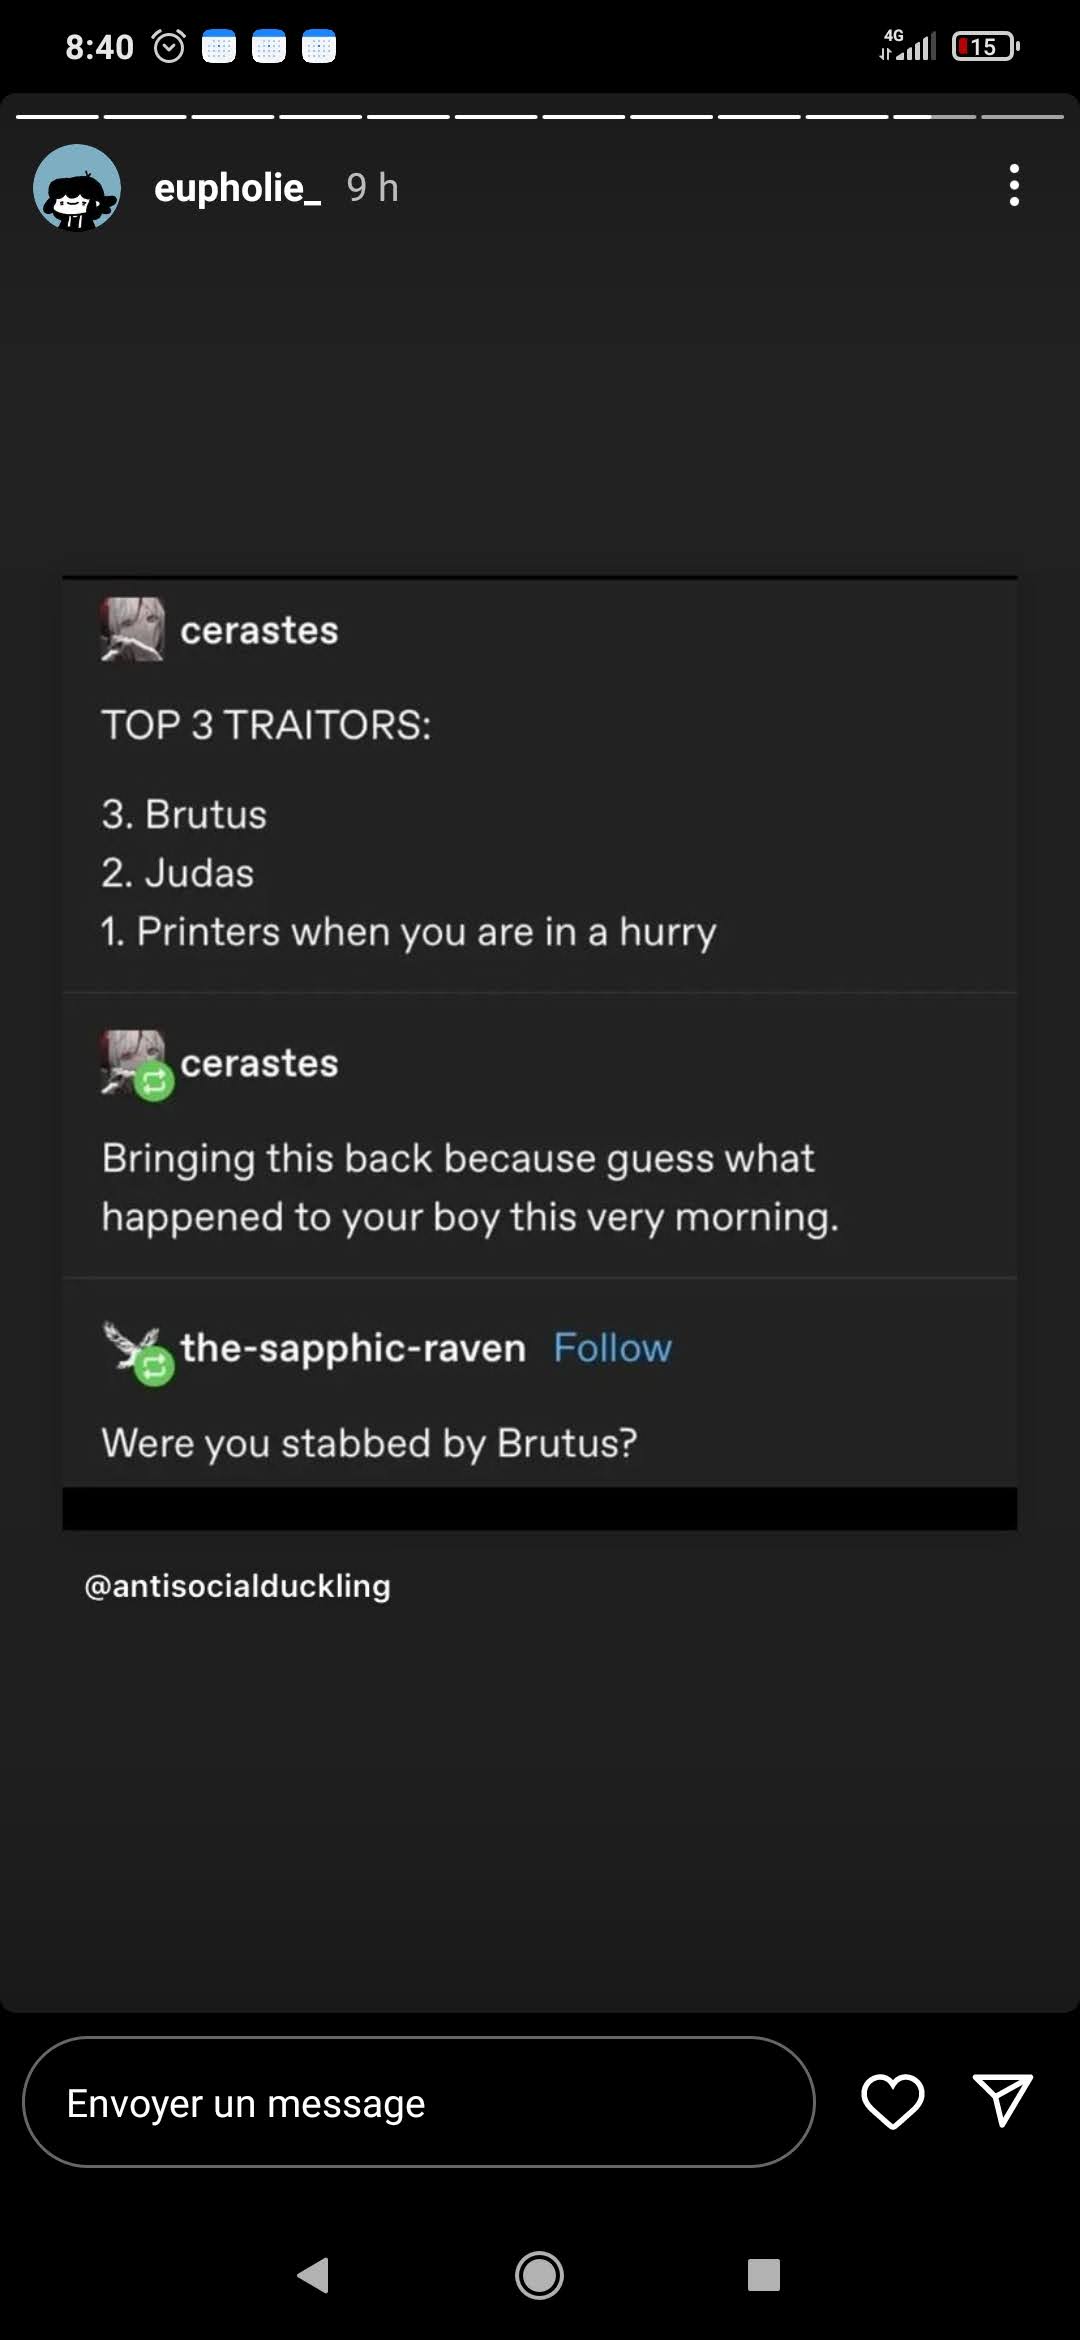 8:40
4G
15
eupholie_ 9 h
cerastes
TOP 3 TRAITORS:
3. Brutus
2. Judas
1. Printers when you are in a hurry
cerastes
Bringing this back because guess what
happened to your boy this very morning.
the-sapphic-raven Follow
Were you stabbed by Brutus?
@antisocialduckling
Envoyer un message